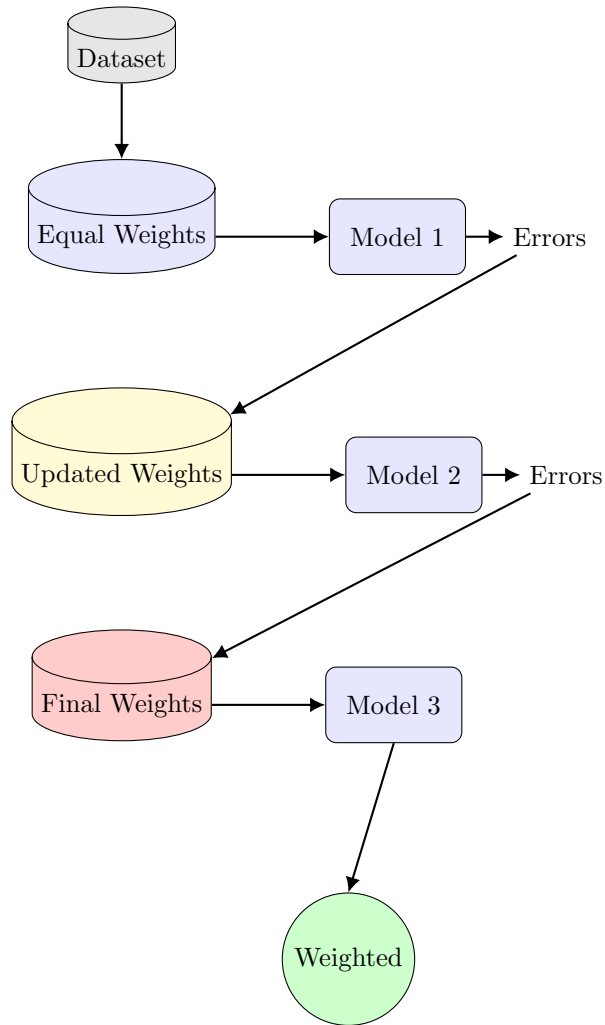 Dataset
Equal Weights
Model 1
Errors
Updated Weights
Model 2
Errors
Final Weights
Model 3
Weighted